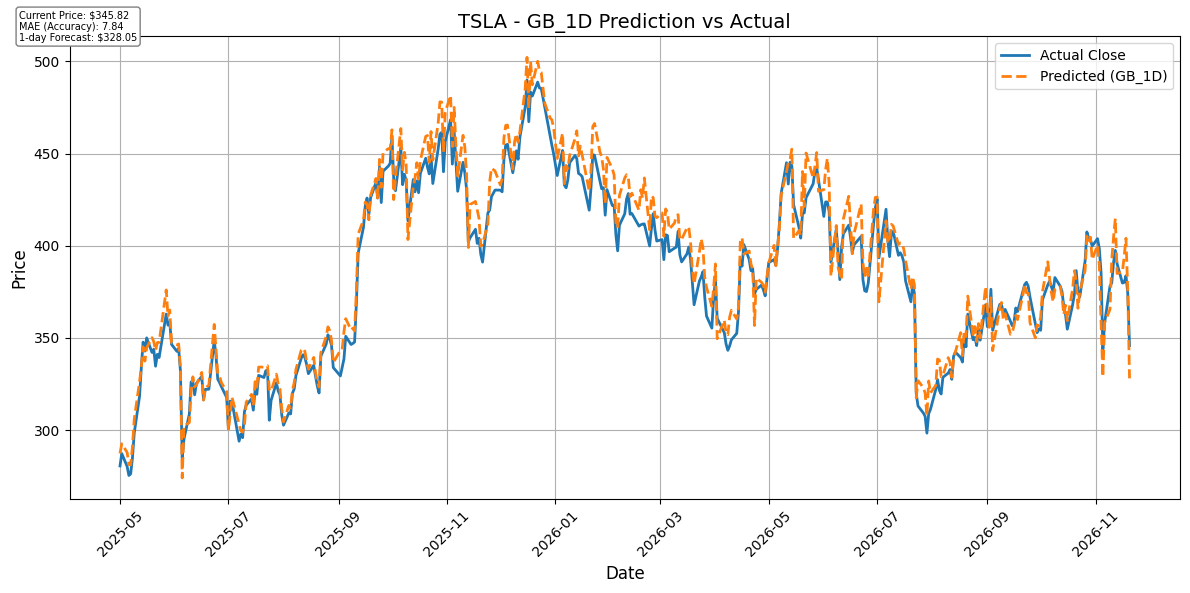 TSLA - GB_1D Prediction vs Actual
Current Price: $345.82
MAE (Accuracy): 7.84
1-day Forecast: $328.05
Actual Close
Predicted (GB_1D)
Price
500
450
400
350
300
2025-05
2025-07
2025-09
2025-11
2026-01
2026-03
2026-05
2026-07
2026-09
2026-11
Date